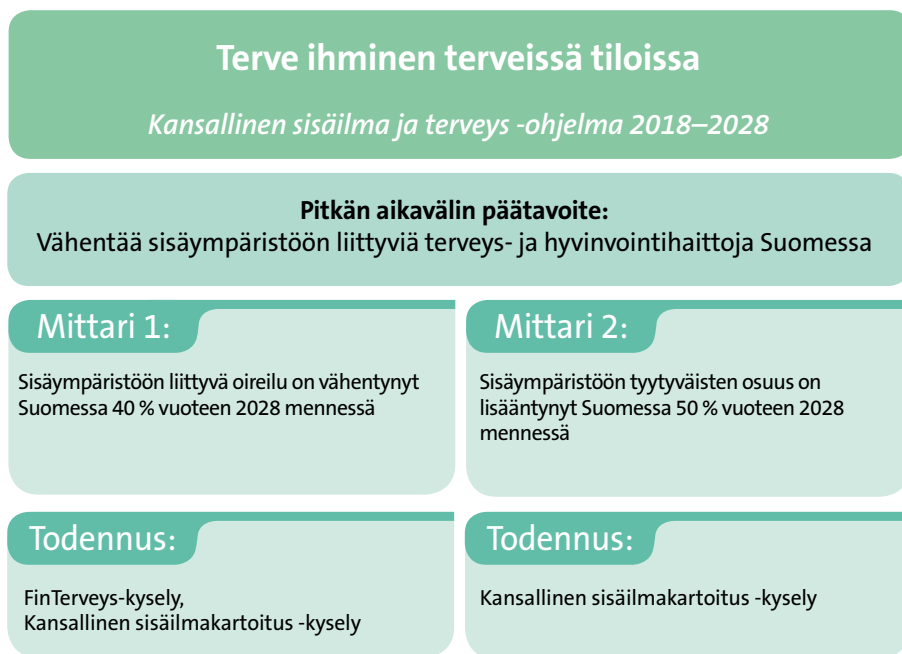 Terve ihminen terveissä tiloissa
Kansallinen sisäilma ja terveys -ohjelma 2018–2028
Pitkän aikavälin päätavoite:
Vähentää sisäympäristöön liittyviä terveys- ja hyvinvointihaittoja Suomessa
Mittari 1:
Sisäympäristöön liittyvä oireilu on vähentynyt
Suomessa 40 % vuoteen 2028 mennessä
Mittari 2:
Sisäympäristöön tyytyväisten osuus on
lisääntynyt Suomessa 50 % vuoteen 2028
mennessä
Todennus:
FinTerveys-kysely,
Kansallinen sisäilmakartoitus -kysely
Todennus:
Kansallinen sisäilmakartoitus -kysely